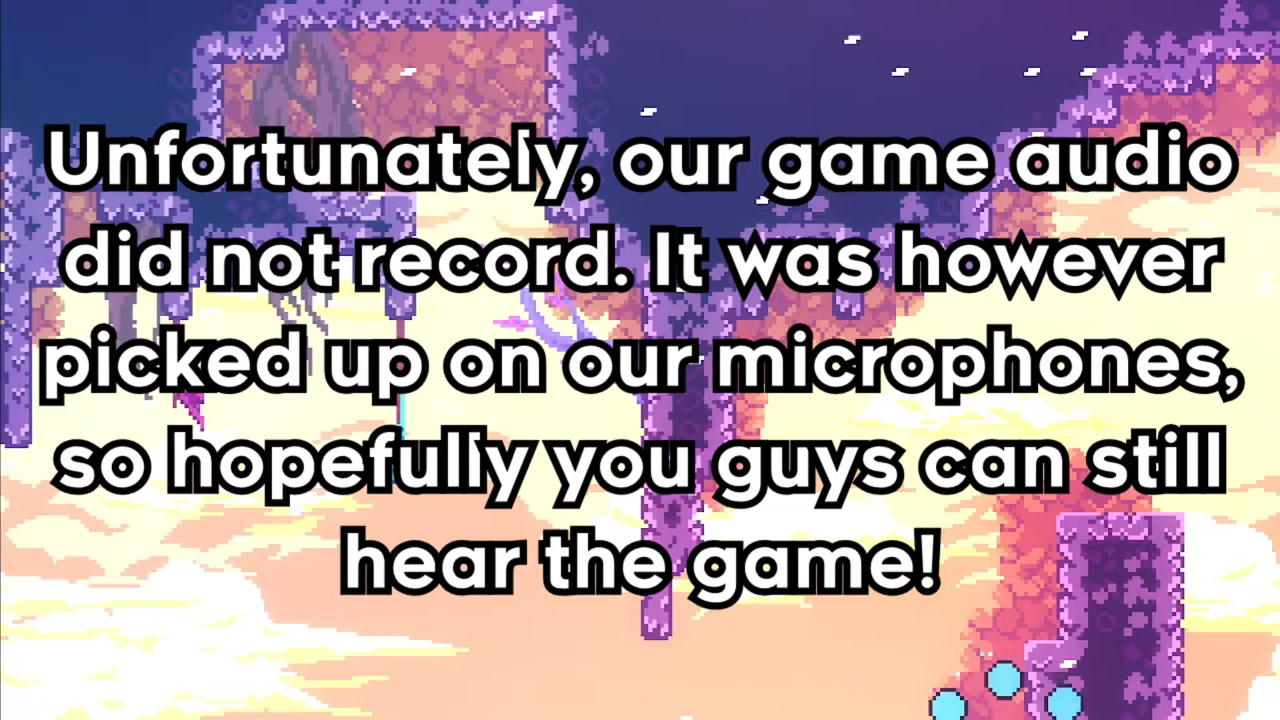 Unfortunately, our game audio
did not record. It was however
picked up on our microphones,
so hopefully you guys can still
hear the game!